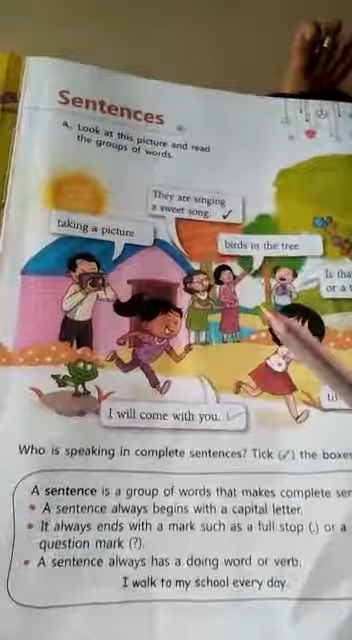 Sentences
A. Look at this picture and read
the groups of words.
They are singing
a sweet song. ✓
taking a picture
birds in the tree
Is
or a
I will come with you. ✓
Who is speaking in complete sentences? Tick (✓) the boxes
A sentence is a group of words that makes complete
• A sentence always begins with a capital letter.
• It always ends with a mark such as a full stop (.) or a
question mark (?).
• A sentence always has a doing word or verb.
I walk to my school every day.